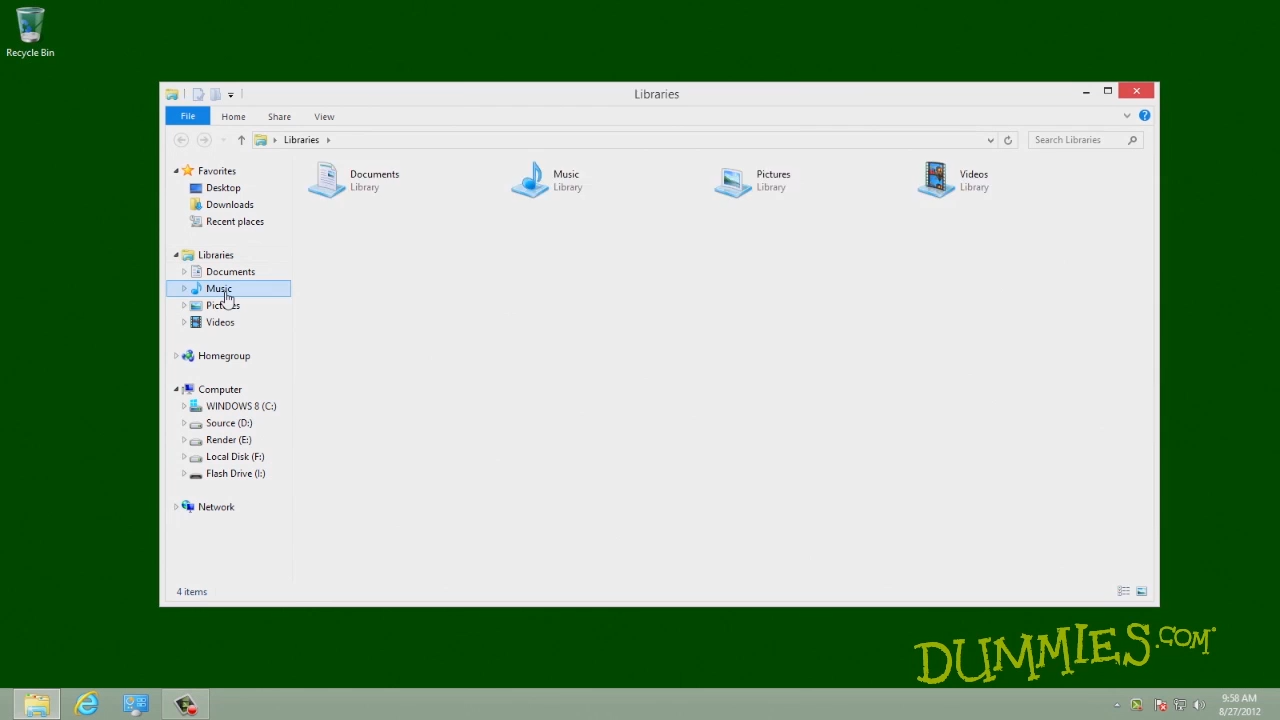 Recycle Bin
Libraries
File Home Share View
Libraries
Search Libraries
Favorites
Desktop
Downloads
Recent places
Libraries
Documents
Music
Pictures
Videos
Homegroup
Computer
WINDOWS 8 (C:)
Source (D:)
Render (E:)
Local Disk (F:)
Flash Drive (I:)
Network
Documents
Library
Music
Library
Pictures
Library
Videos
Library
4 items
DUMMIES.COM
9:58 AM
8/27/2012